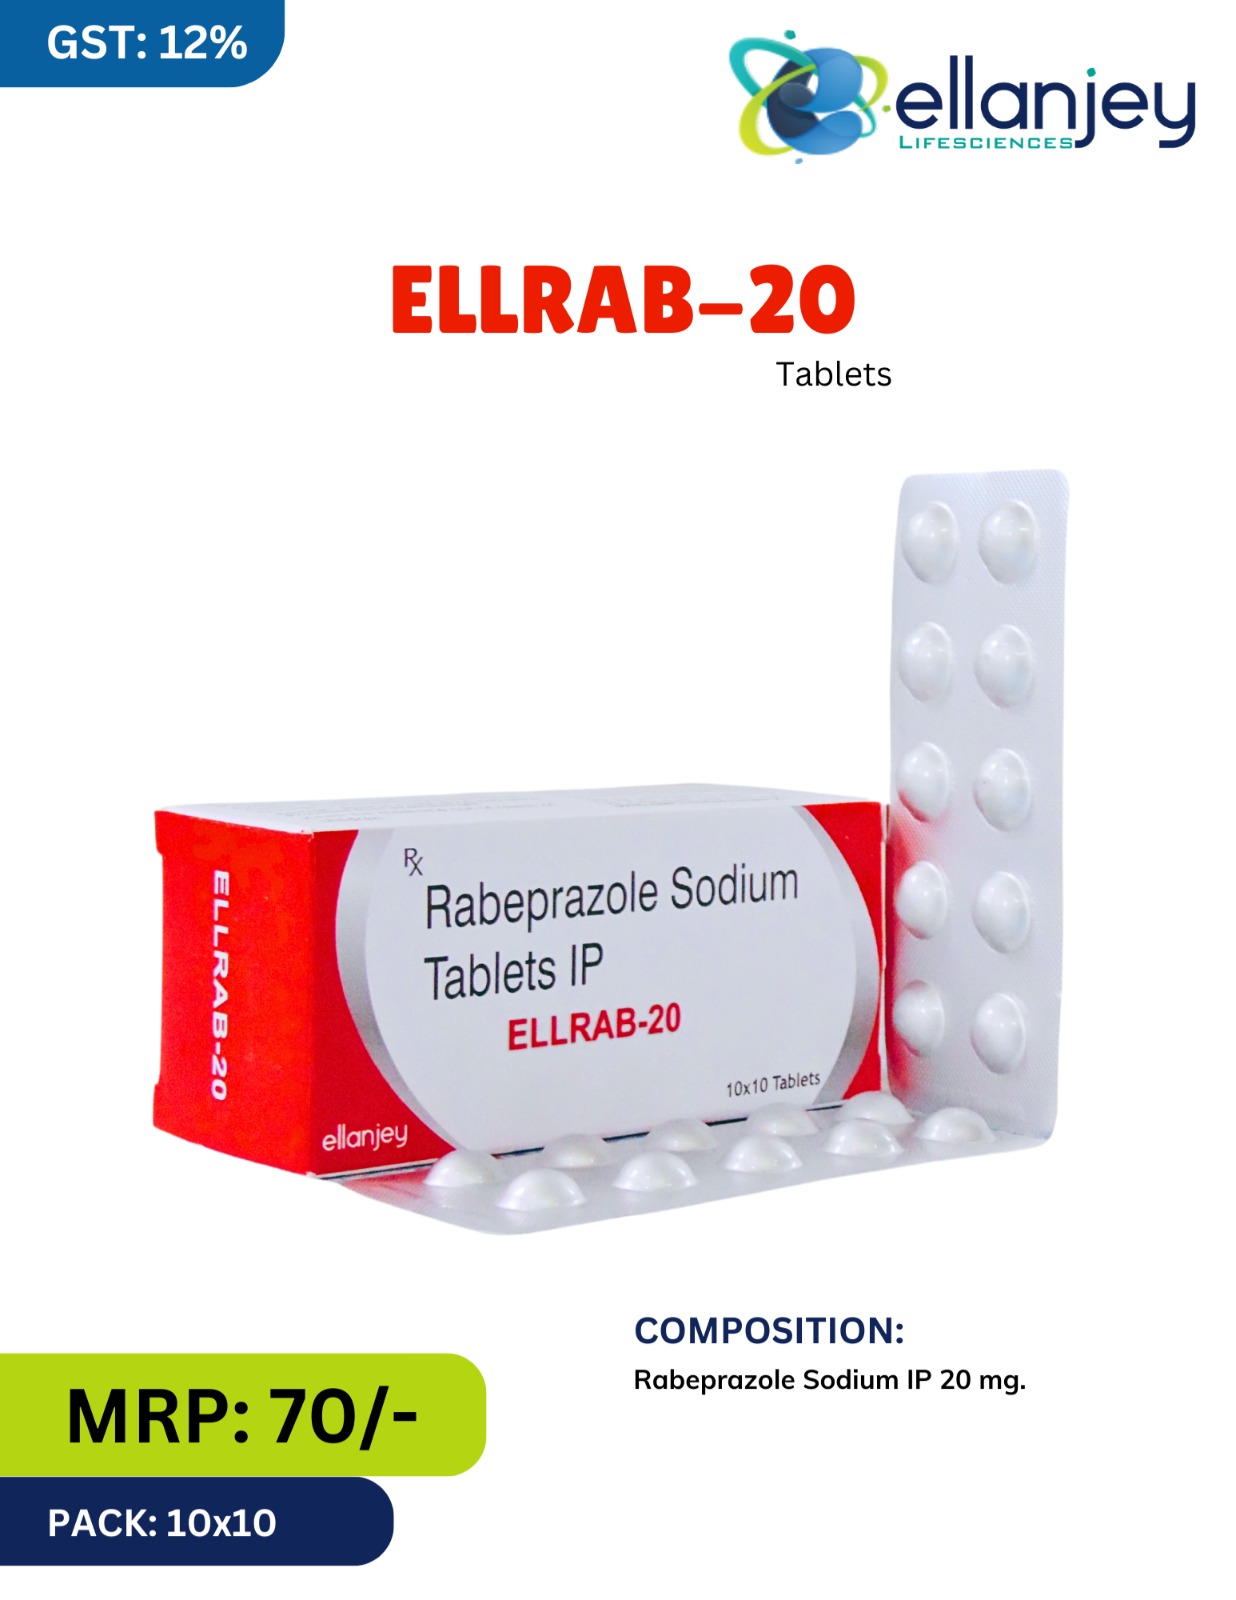 GST: 12%
ellanjey
LIFESCIENCES
ELLRAB-20
Tablets
ELLRAB-20
Rx
Rabeprazole Sodium
Tablets IP
ELLRAB-20
10x10 Tablets
ellanjey
COMPOSITION:
Rabeprazole Sodium IP 20 mg.
MRP: 70/-
PACK: 10x10